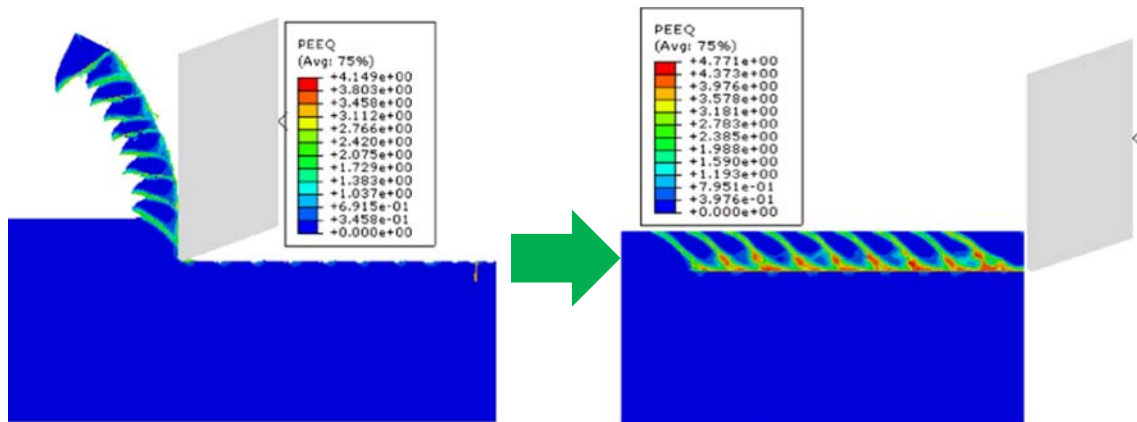 PEEQ
(Avg: 75%)
+4.149e+00
+3.803e+00
+3.458e+00
+3.112e+00
+2.766e+00
+2.420e+00
+2.075e+00
+1.729e+00
+1.383e+00
+1.037e+00
+6.915e-01
+3.458e-01
+0.000e+00
PEEQ
(Avg: 75%)
+4.771e+00
+4.373e+00
+3.976e+00
+3.578e+00
+3.181e+00
+2.783e+00
+2.385e+00
+1.988e+00
+1.590e+00
+1.193e+00
+7.951e-01
+3.976e-01
+0.000e+00